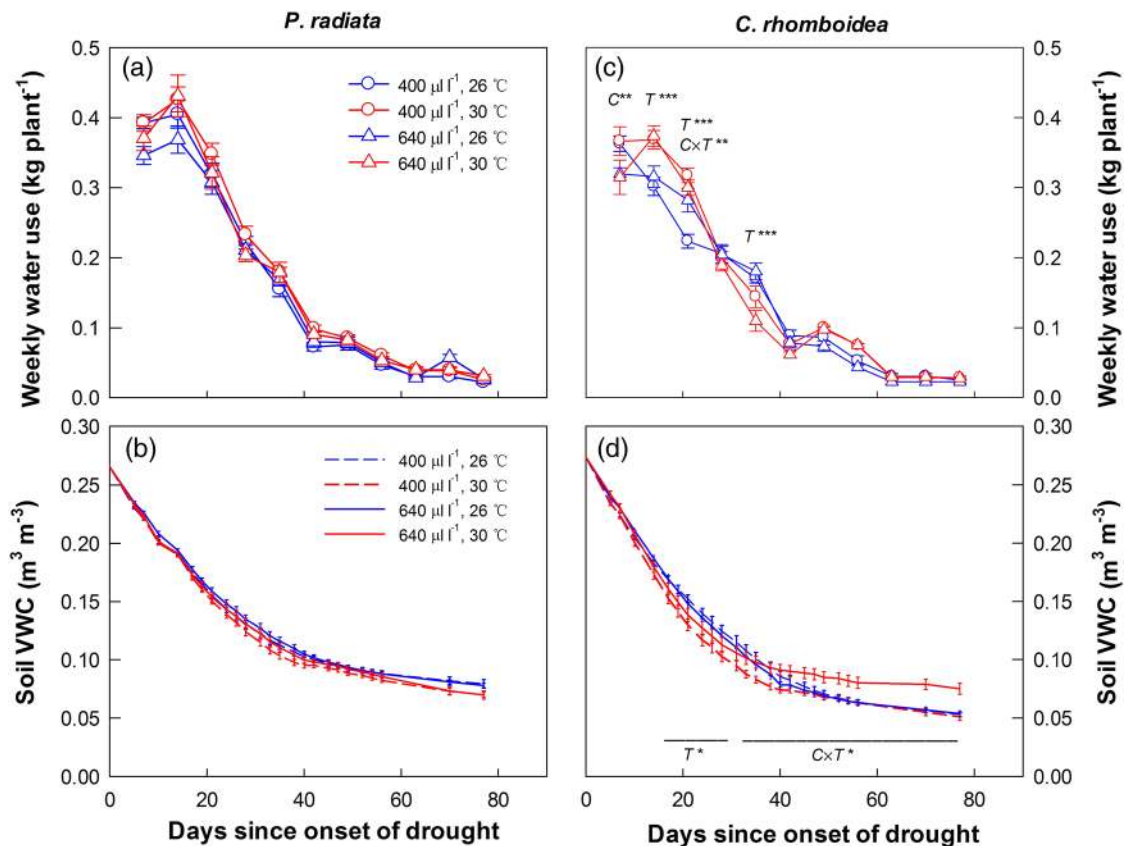 P. radiata
C. rhomboidea
(a)
400 µl l⁻¹, 26 ℃
400 µl l⁻¹, 30 ℃
640 µl l⁻¹, 26 ℃
640 µl l⁻¹, 30 ℃
Weekly water use (kg plant⁻¹)
0.5
0.4
0.3
0.2
0.1
0.0
(c)
C** T***
T***
C×T**
T***
0.5
0.4
0.3
0.2
0.1
0.0
Weekly water use (kg plant⁻¹)
(b)
400 µl l⁻¹, 26 ℃
400 µl l⁻¹, 30 ℃
640 µl l⁻¹, 26 ℃
640 µl l⁻¹, 30 ℃
Soil VWC (m³ m⁻³)
0.30
0.25
0.20
0.15
0.10
0.05
0.00
0 20 40 60 80
Days since onset of drought
(d)
T* C×T*
0.30
0.25
0.20
0.15
0.10
0.05
0.00
Soil VWC (m³ m⁻³)
0 20 40 60 80
Days since onset of drought